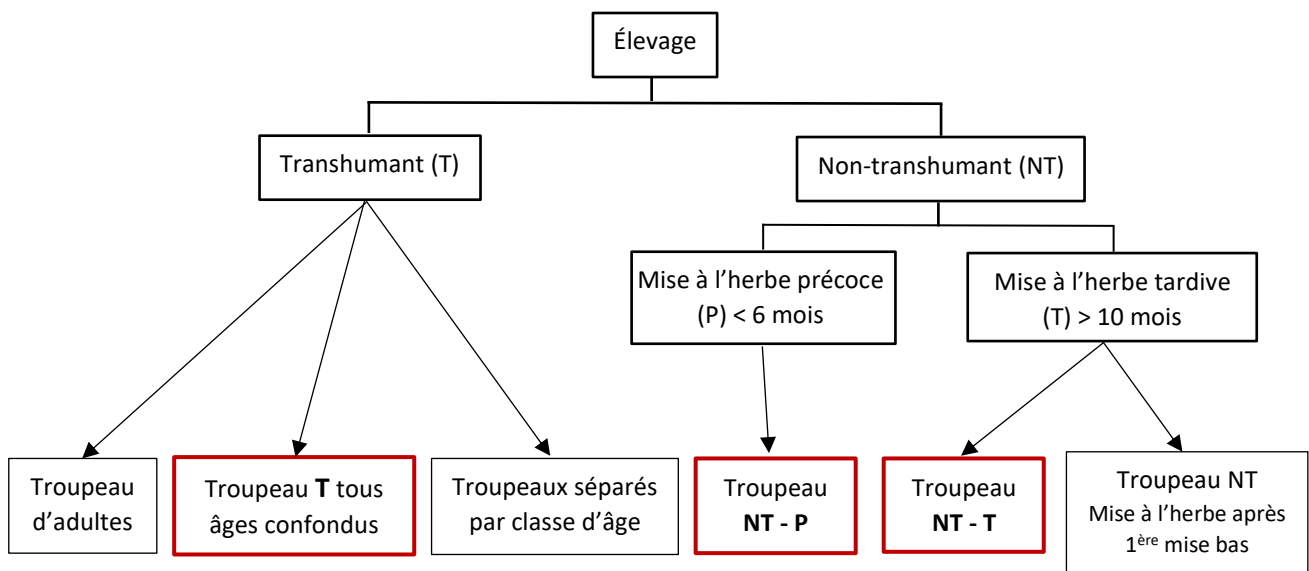 Élevage
Transhumant (T)
Non-transhumant (NT)
Mise à l’herbe précoce
(P) < 6 mois
Mise à l’herbe tardive
(T) > 10 mois
Troupeau
d’adultes
Troupeau T tous
âges confondus
Troupeaux séparés
par classe d’âge
Troupeau
NT - P
Troupeau
NT - T
Troupeau NT
Mise à l’herbe après
1ère mise bas